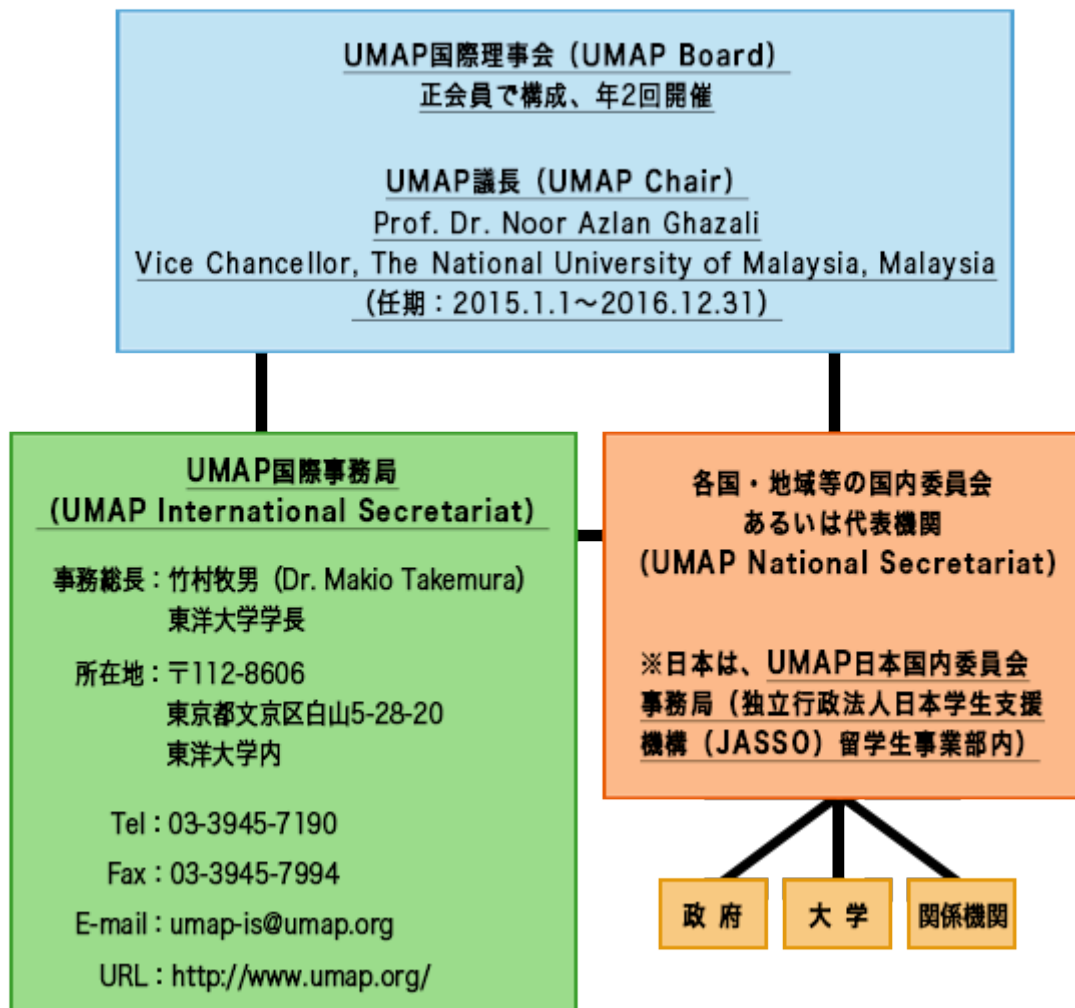 UMAP国際理事会（UMAP Board）
正会員で構成、年2回開催
UMAP議長（UMAP Chair）
Prof. Dr. Noor Azlan Ghazali
Vice Chancellor, The National University of Malaysia, Malaysia
（任期：2015.1.1～2016.12.31）
UMAP国際事務局
（UMAP International Secretariat）
事務総長：竹村牧男（Dr. Makio Takemura）
東洋大学学長
所在地：〒112-8606
東京都文京区白山5-28-20
東洋大学内
Tel：03-3945-7190
Fax：03-3945-7994
E-mail：umap-is@umap.org
URL：http://www.umap.org/
各国・地域等の国内委員会
あるいは代表機関
（UMAP National Secretariat）
※日本は、UMAP日本国内委員会
事務局（独立行政法人日本学生支援
機構（JASSO）留学生事業部内）
政 府
大 学
関係機関